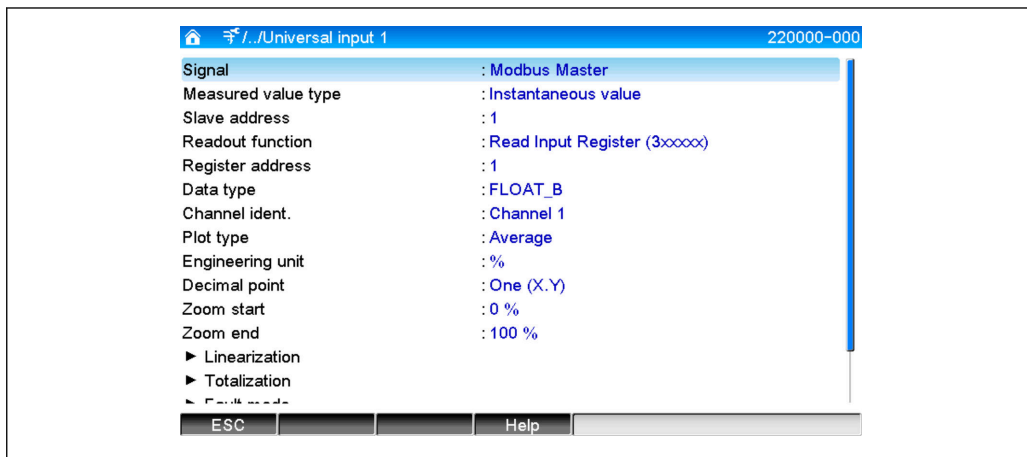 /../Universal input 1 220000-000
Signal : Modbus Master
Measured value type : Instantaneous value
Slave address : 1
Readout function : Read Input Register (3xxxxx)
Register address : 1
Data type : FLOAT_B
Channel ident. : Channel 1
Plot type : Average
Engineering unit : %
Decimal point : One (X.Y)
Zoom start : 0 %
Zoom end : 100 %
► Linearization
► Totalization
► Fault mode
ESC Help